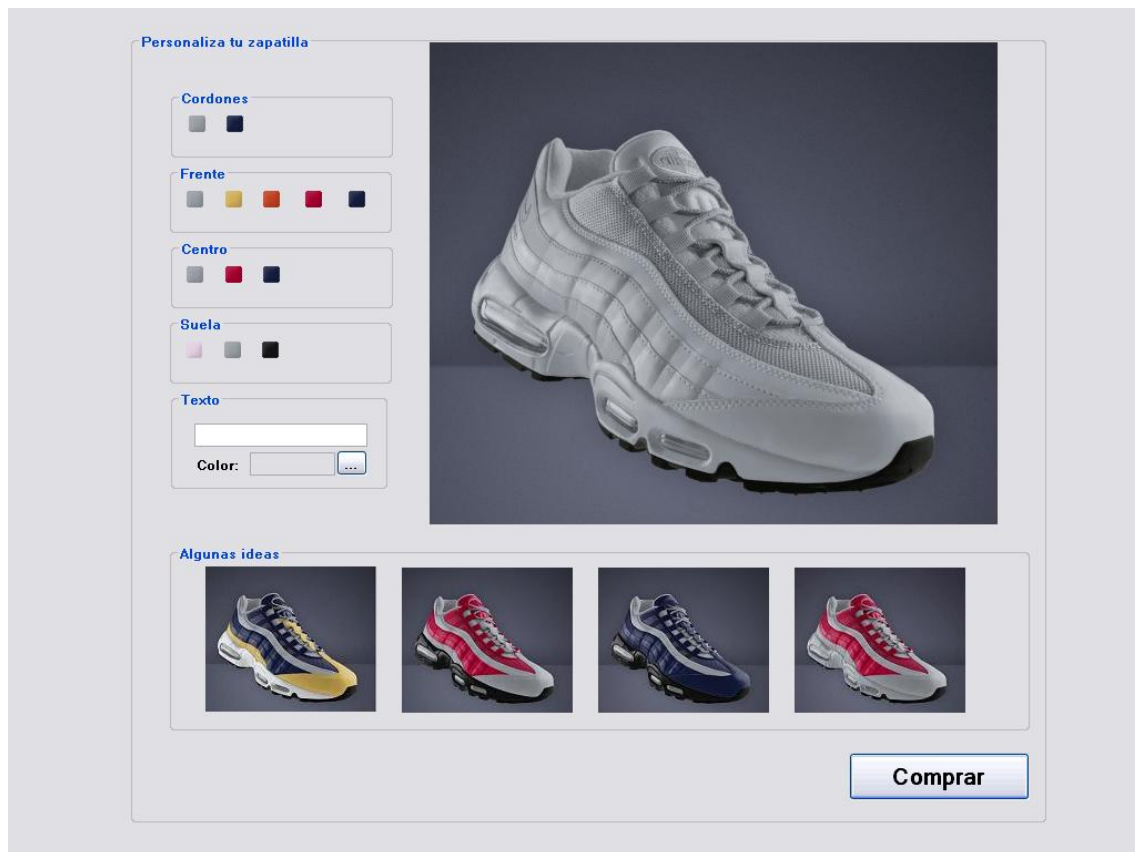 Personaliza tu zapatilla
Cordones
Frente
Centro
Suela
Texto
Color:
...
Algunas ideas
Comprar